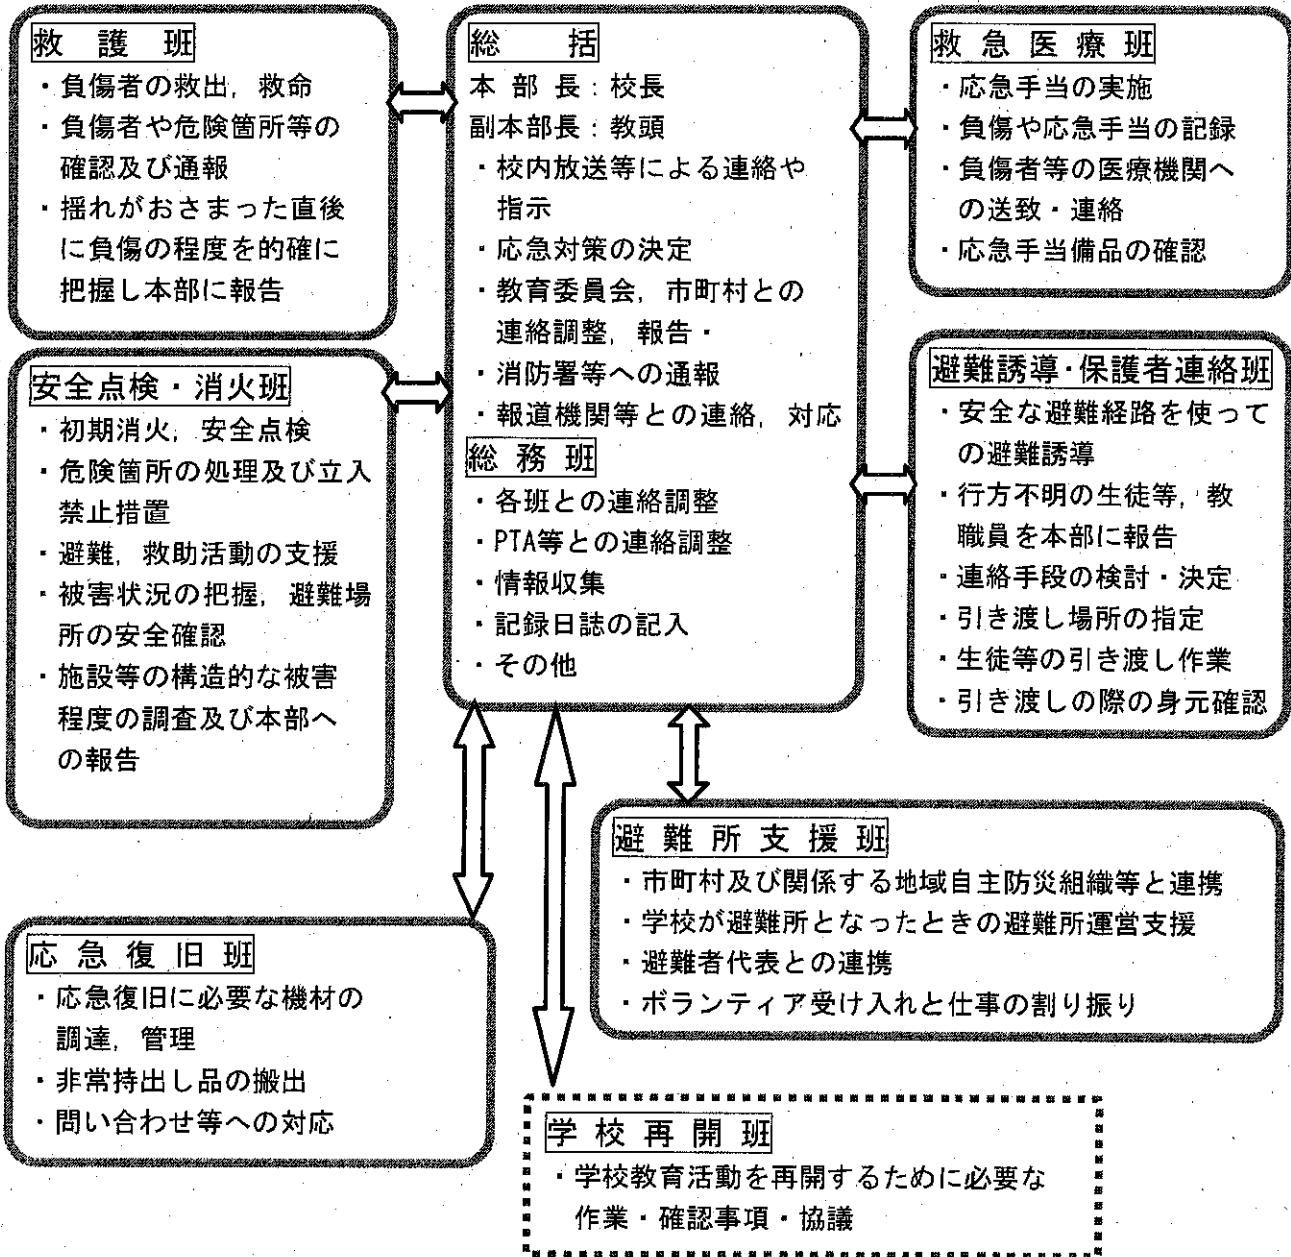 救護班
・負傷者の救出，救命
・負傷者や危険箇所等の
確認及び通報
・揺れがおさまった直後
に負傷の程度を的確に
把握し本部に報告
安全点検・消火班
・初期消火，安全点検
・危険箇所の処理及び立入
禁止措置
・避難，救助活動の支援
・被害状況の把握，避難場
所の安全確認
・施設等の構造的な被害
程度の調査及び本部へ
の報告
総括
本部長：校長
副本部長：教頭
・校内放送等による連絡や
指示
・応急対策の決定
・教育委員会，市町村との
連絡調整，報告・
・消防署等への通報
・報道機関等との連絡，対応
総務班
・各班との連絡調整
・PTA等との連絡調整
・情報収集
・記録日誌の記入
・その他
救急医療班
・応急手当の実施
・負傷や応急手当の記録
・負傷者等の医療機関へ
の送致・連絡
・応急手当備品の確認
避難誘導・保護者連絡班
・安全な避難経路を使って
の避難誘導
・行方不明の生徒等，教
職員を本部に報告
・連絡手段の検討・決定
・引き渡し場所の指定
・生徒等の引き渡し作業
・引き渡しの際の身元確認
避難所支援班
・市町村及び関係する地域自主防災組織等と連携
・学校が避難所となったときの避難所運営支援
・避難者代表との連携
・ボランティア受け入れと仕事の割り振り
応急復旧班
・応急復旧に必要な機材の
調達，管理
・非常持出し品の搬出
・問い合わせ等への対応
学校再開班
・学校教育活動を再開するために必要な
作業・確認事項・協議